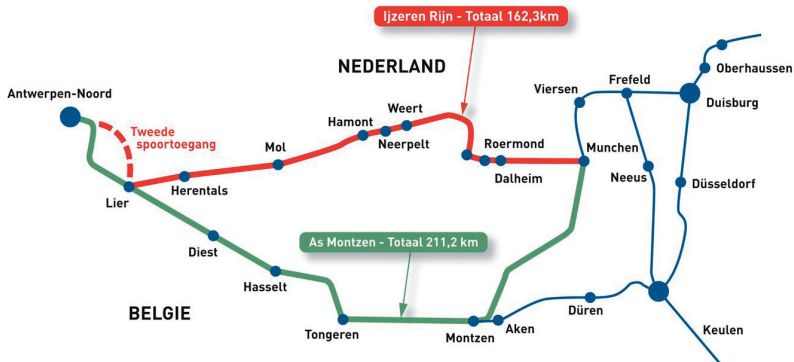 Ijzeren Rijn - Totaal 162,3km
NEDERLAND
Oberhaussen
Antwerpen-Noord
Viersen
Frefeld
Duisburg
Weert
Hamont
Neerpelt
Tweede
spoortoegang
Mol
Roermond
Munchen
Dalheim
Herentals
Neeus
Düsseldorf
Lier
As Montzen - Totaal 211,2 km
Diest
Hasselt
BELGIE
Düren
Tongeren
Montzen
Aken
Keulen